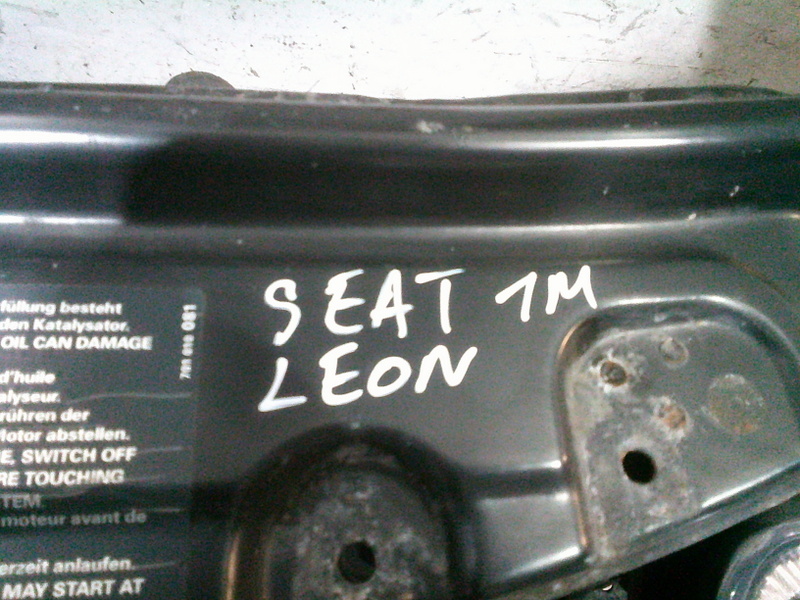 SEAT 1M
LEON
füllung besteht
den Katalysator.
OIL CAN DAMAGE
d'huile
alyseur.
rühren der
Motor abstellen.
E, SWITCH OFF
RE TOUCHING
TEM.
moteur avant de
erzeit anlaufen.
MAY START AT
081